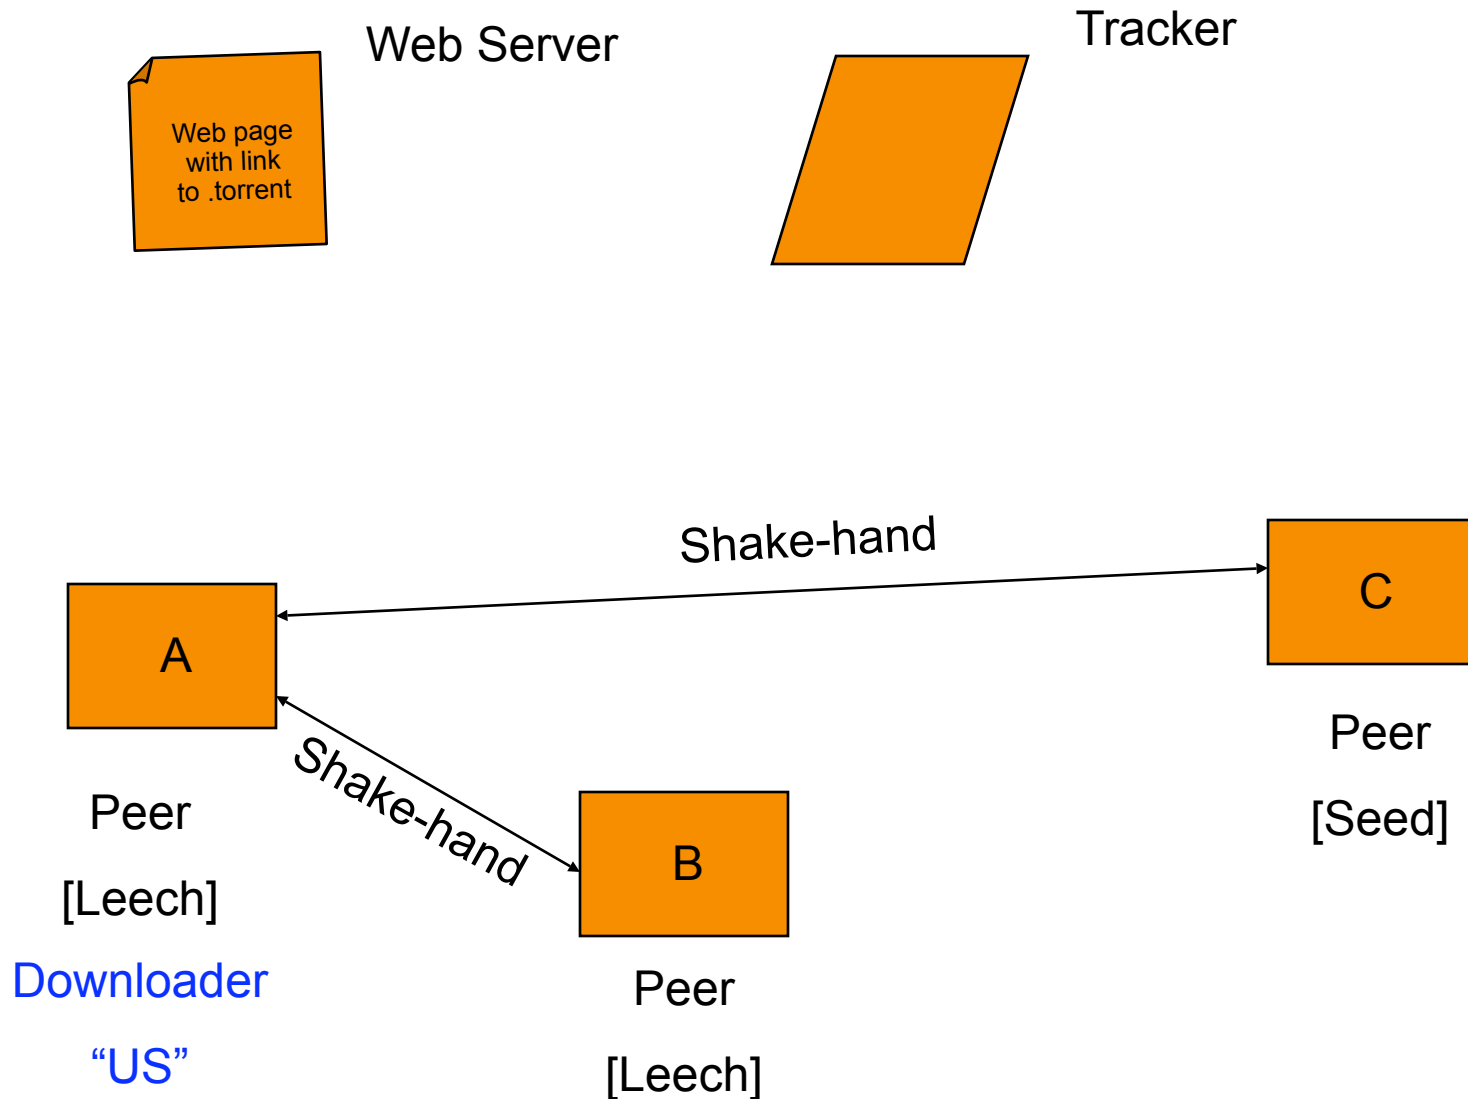 Web Server
Tracker
Web page
with link
to .torrent
Shake-hand
C
A
Peer
[Seed]
Shake-hand
Peer
[Leech]
Downloader
“US”
B
Peer
[Leech]